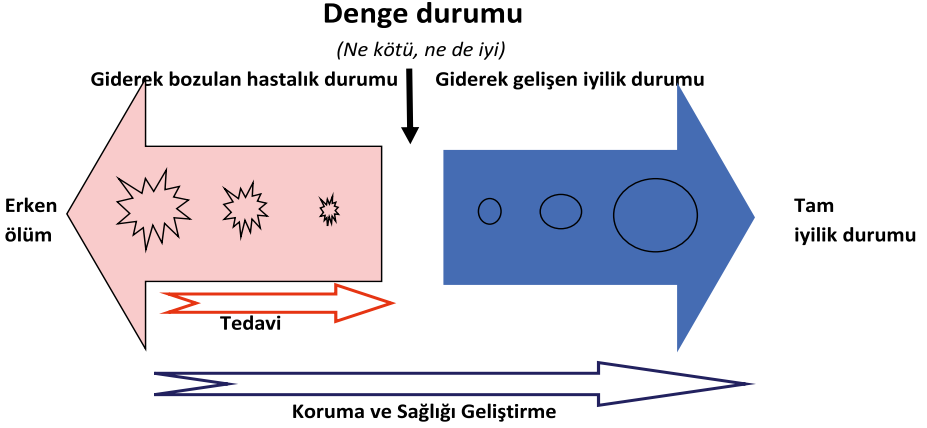 Denge durumu
(Ne kötü, ne de iyi)
Giderek bozulan hastalık durumu
Giderek gelişen iyilik durumu
Erken
ölüm
Tam
iyilik durumu
Tedavi
Koruma ve Sağlığı Geliştirme